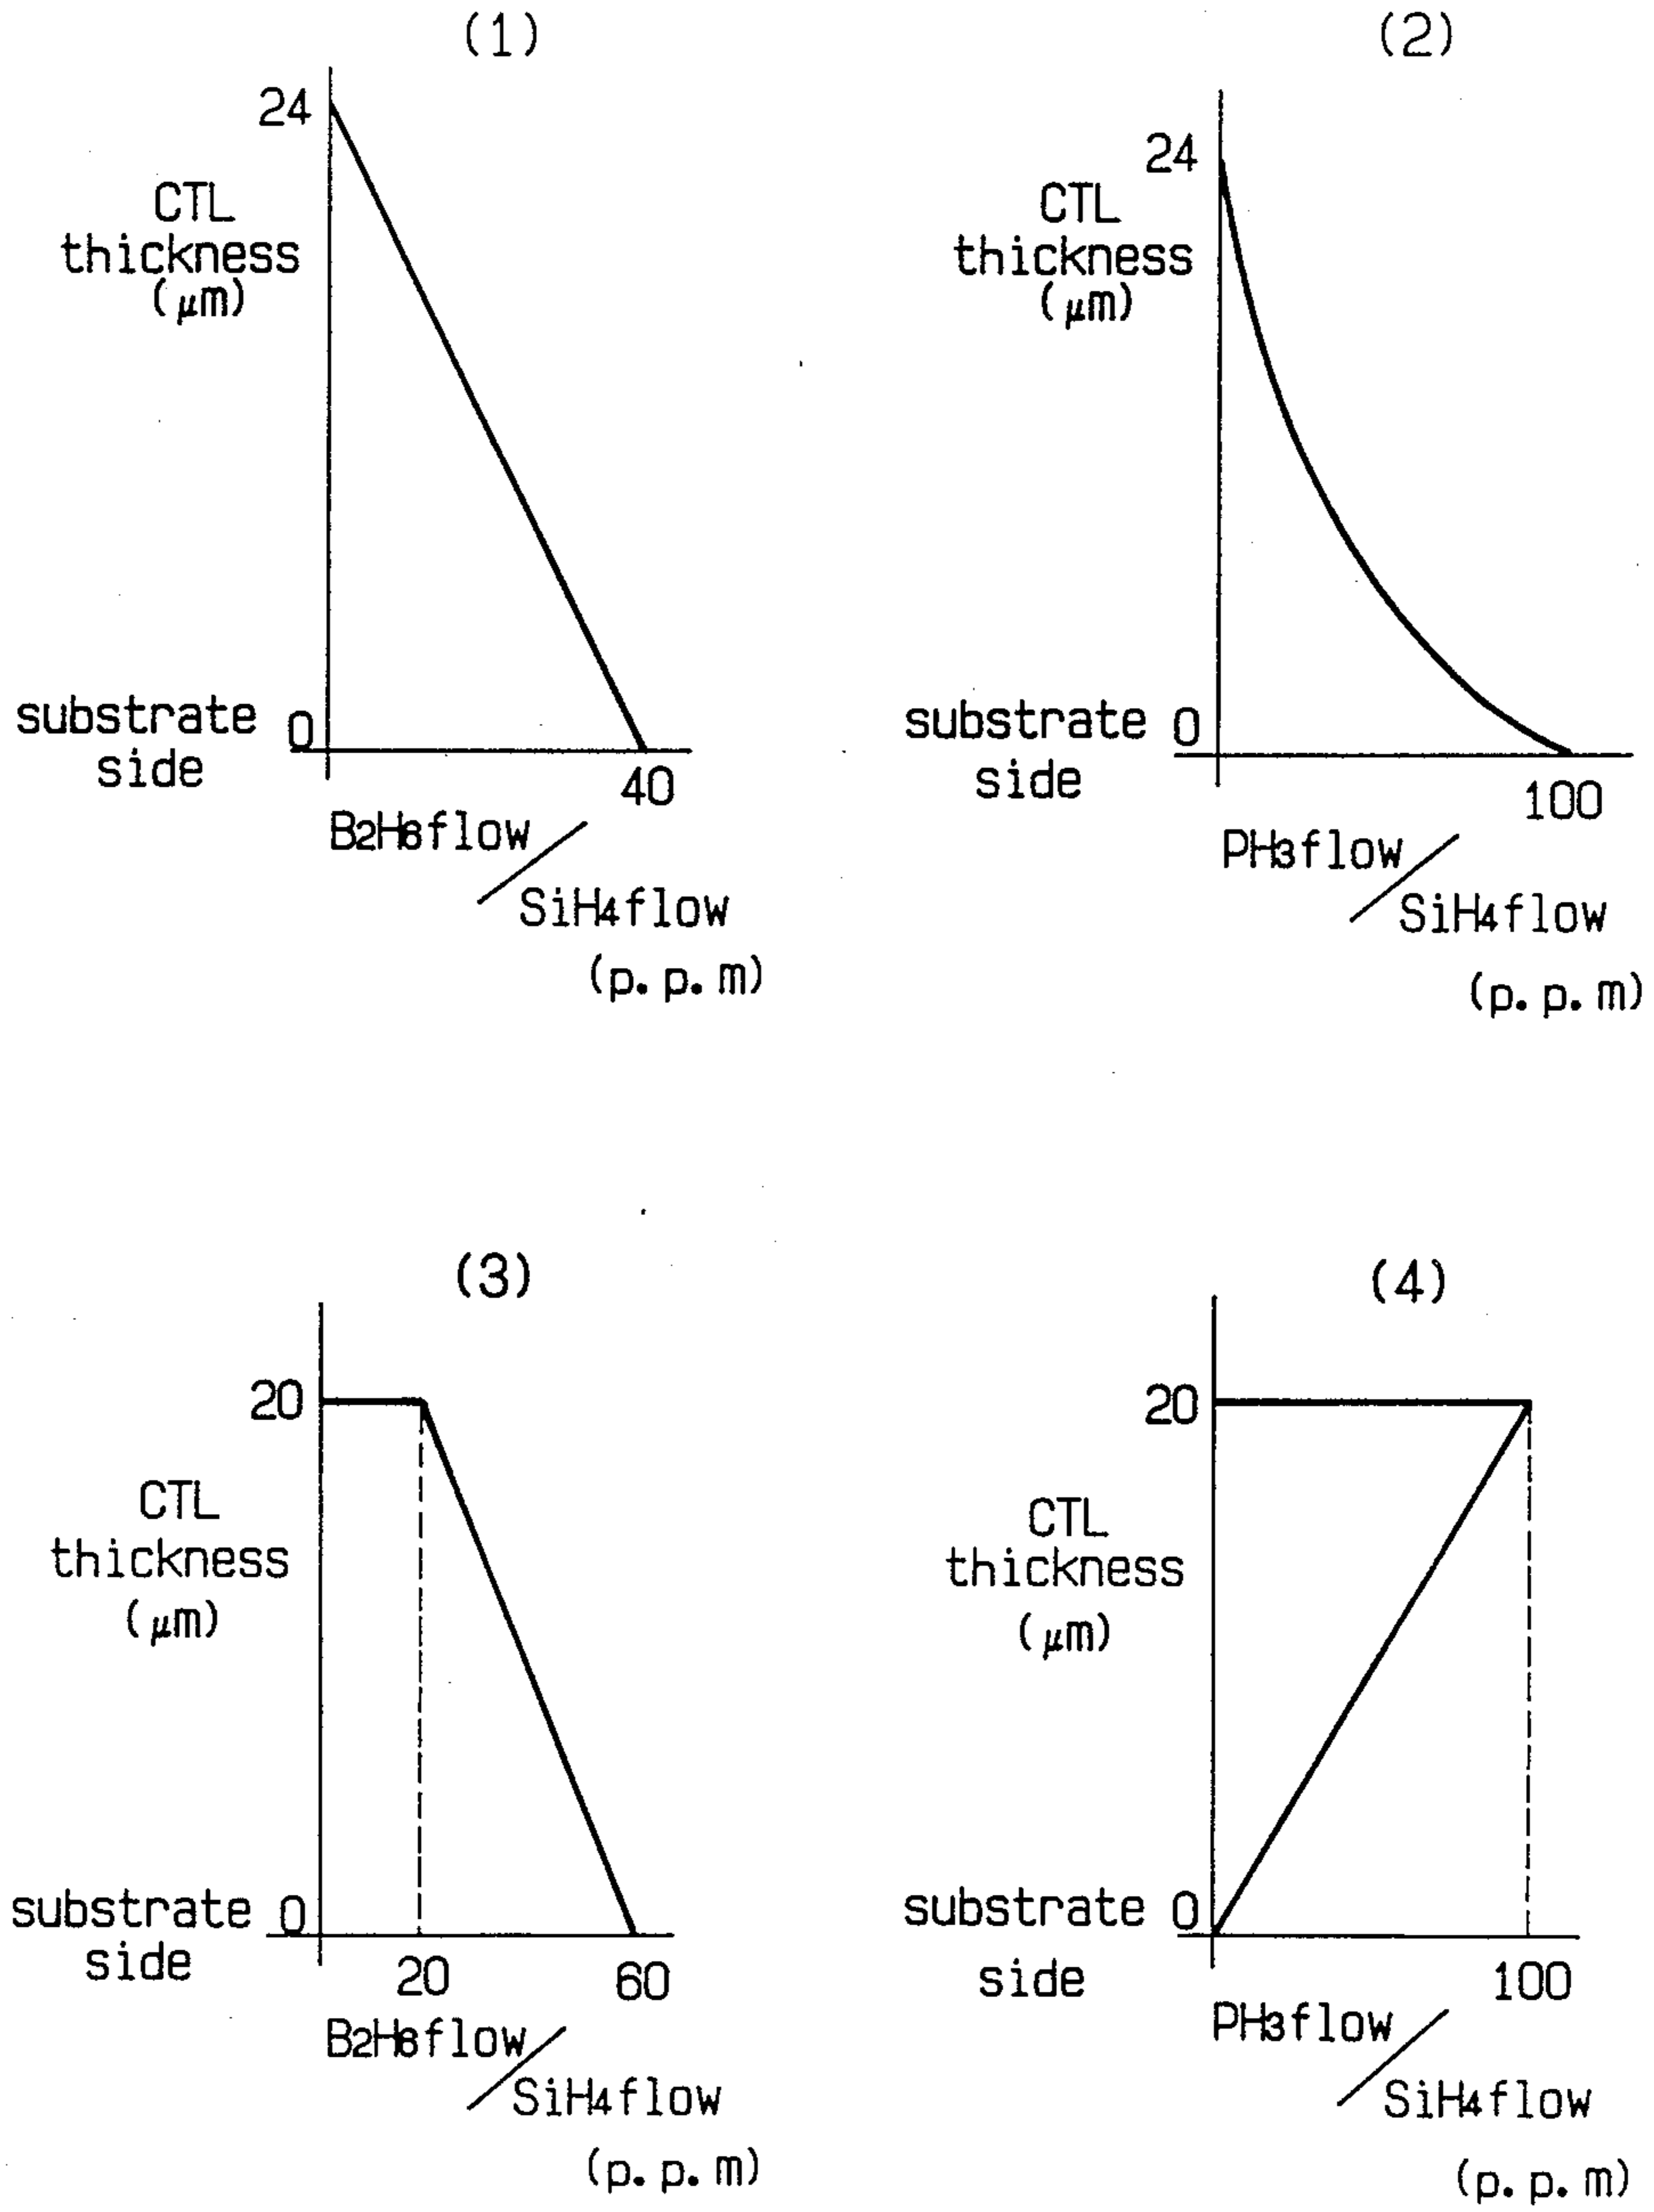 (1)
24
CTL
thickness
(μm)
substrate 0
side
40
B2H6flow
SiH4flow
(p.p.m)
(2)
24
CTL
thickness
(μm)
substrate 0
side
100
PH3flow
SiH4flow
(p.p.m)
(3)
20
CTL
thickness
(μm)
substrate 0
side
20 60
B2H6flow
SiH4flow
(p.p.m)
(4)
20
CTL
thickness
(μm)
substrate 0
side
100
PH3flow
SiH4flow
(p.p.m)